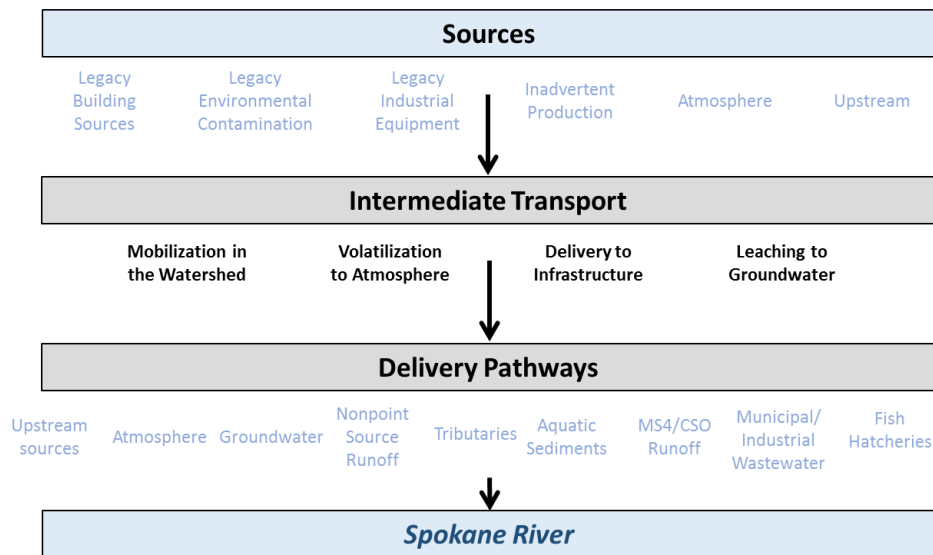 Sources
Legacy
Building
Sources
Legacy
Environmental
Contamination
Legacy
Industrial
Equipment
Inadvertent
Production
Atmosphere
Upstream
Intermediate Transport
Mobilization in
the Watershed
Volatilization
to Atmosphere
Delivery to
Infrastructure
Leaching to
Groundwater
Delivery Pathways
Upstream
sources
Atmosphere
Groundwater
Nonpoint
Source
Runoff
Tributaries
Aquatic
Sediments
MS4/CSO
Runoff
Municipal/
Industrial
Wastewater
Fish
Hatcheries
Spokane River